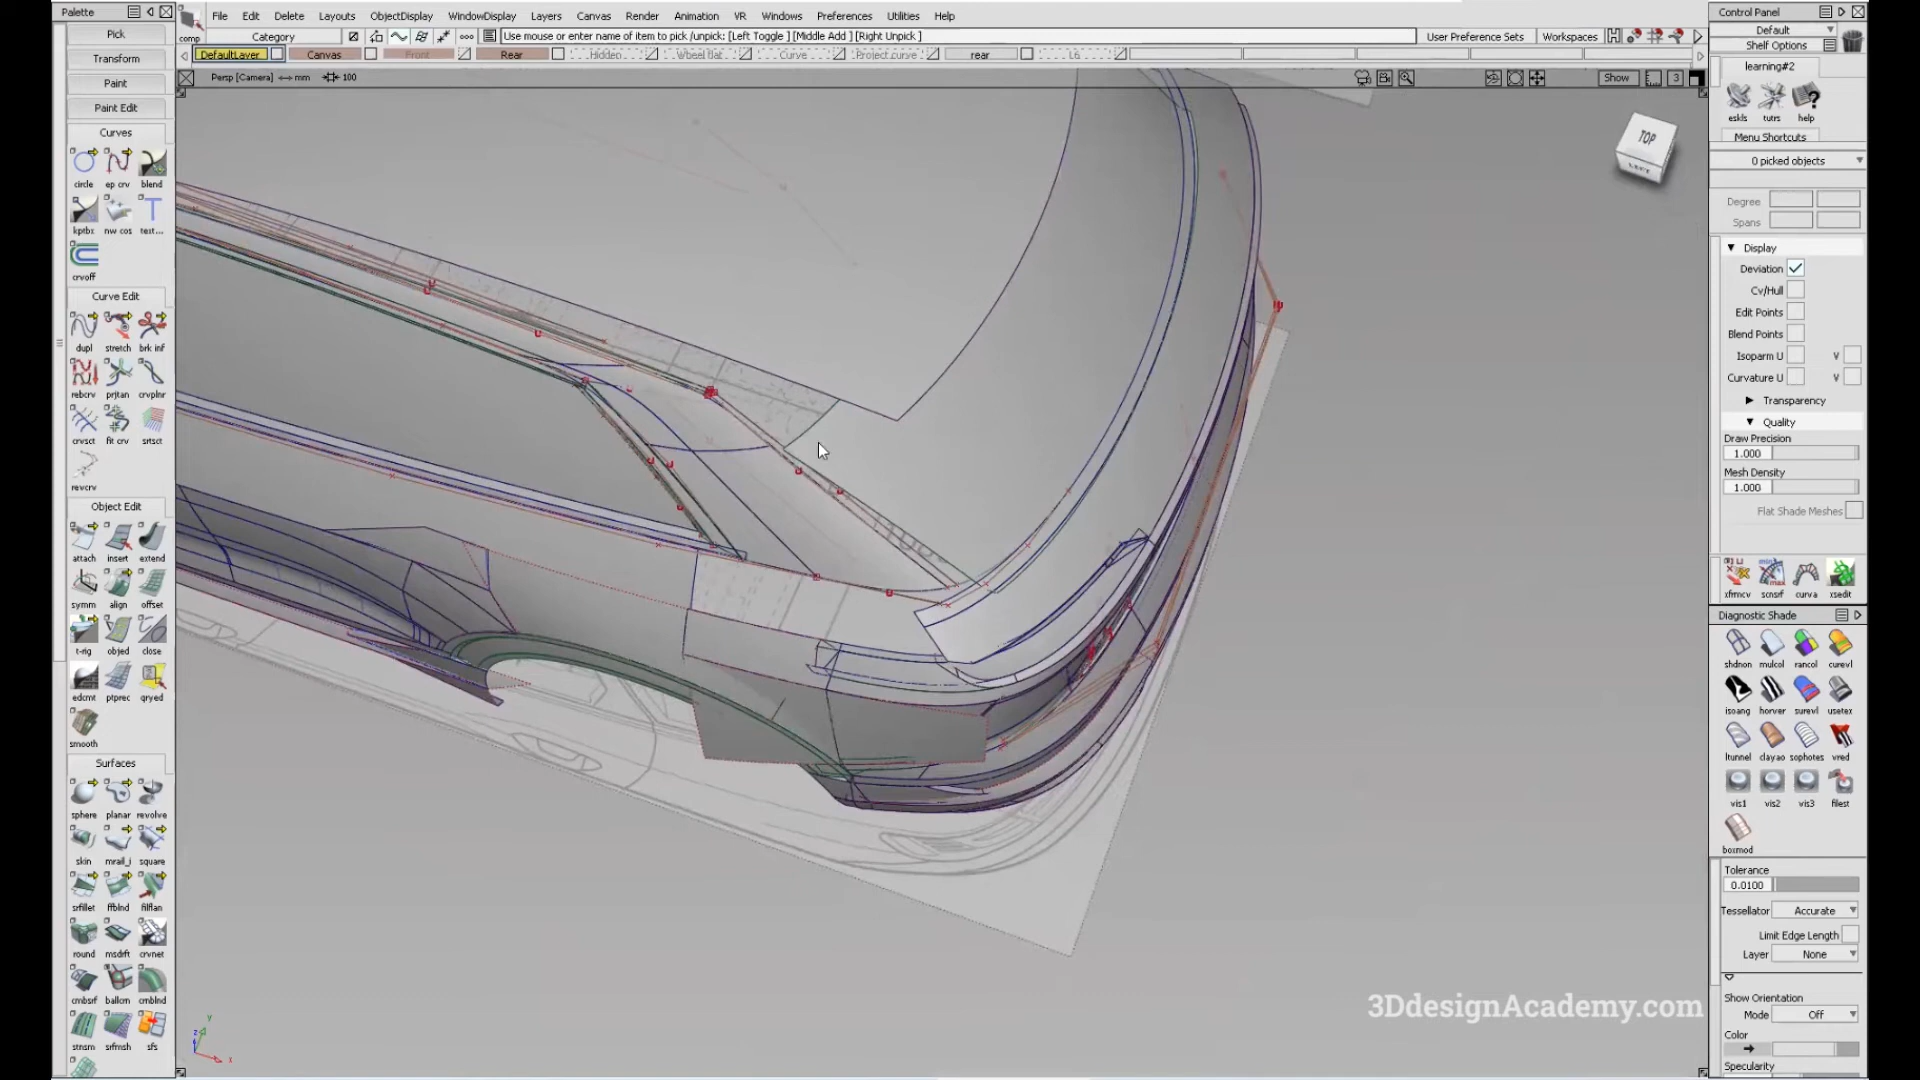 Palette
File Edit Delete Layouts ObjectDisplay WindowDisplay Layers Canvas Render Animation VR Windows Preferences Utilities Help
Control Panel
Pick
comp
Category
Use mouse or enter name of item to pick /unpick: [Left Toggle ] [Middle Add ] [Right Unpick ]
User Preference Sets
Workspaces
Default
Shelf Options
Transform
DefaultLayer
Canvas
Front
Rear
Hidden
Wheel flat
Curve
Project curve
rear
L6
learning#2
Paint
Persp [Camera]
mm
100
Show
3
Paint Edit
eskls tutrs help
Curves
Menu Shortcuts
0 picked objects
circle ep crv blend
TOP
LEFT
Degree
kptbx nw cos text...
Spans
Display
crvoff
Deviation
Curve Edit
Cv/Hull
Edit Points
dupl stretch brk inf
Blend Points
Isoparm U V
rebcrv prjtan crvplnr
Curvature U V
Transparency
Quality
crvsct fit crv srtsct
Draw Precision
1.000
Mesh Density
revcrv
1.000
Object Edit
Flat Shade Meshes
attach insert extend
xfrmcv scnsrf curva xsedit
symm align offset
Diagnostic Shade
t-rig objed close
shdnon mulcol rancol curevl
edcmt ptprec qryed
isoang horver surevl usetex
smooth
ltunnel clayao sophotes vred
Surfaces
vis1 vis2 vis3 filest
sphere planar revolve
boxmod
skin mrail_i square
Tolerance
0.0100
srfillet ffblnd filflan
Tessellator Accurate
Limit Edge Length
round msdrft crvnet
Layer None
cmbsrf ballcrn cmblnd
Show Orientation
3DdesignAcademy.com
Mode Off
y
z
x
Color
stnsm srfmsh sfs
Specularity